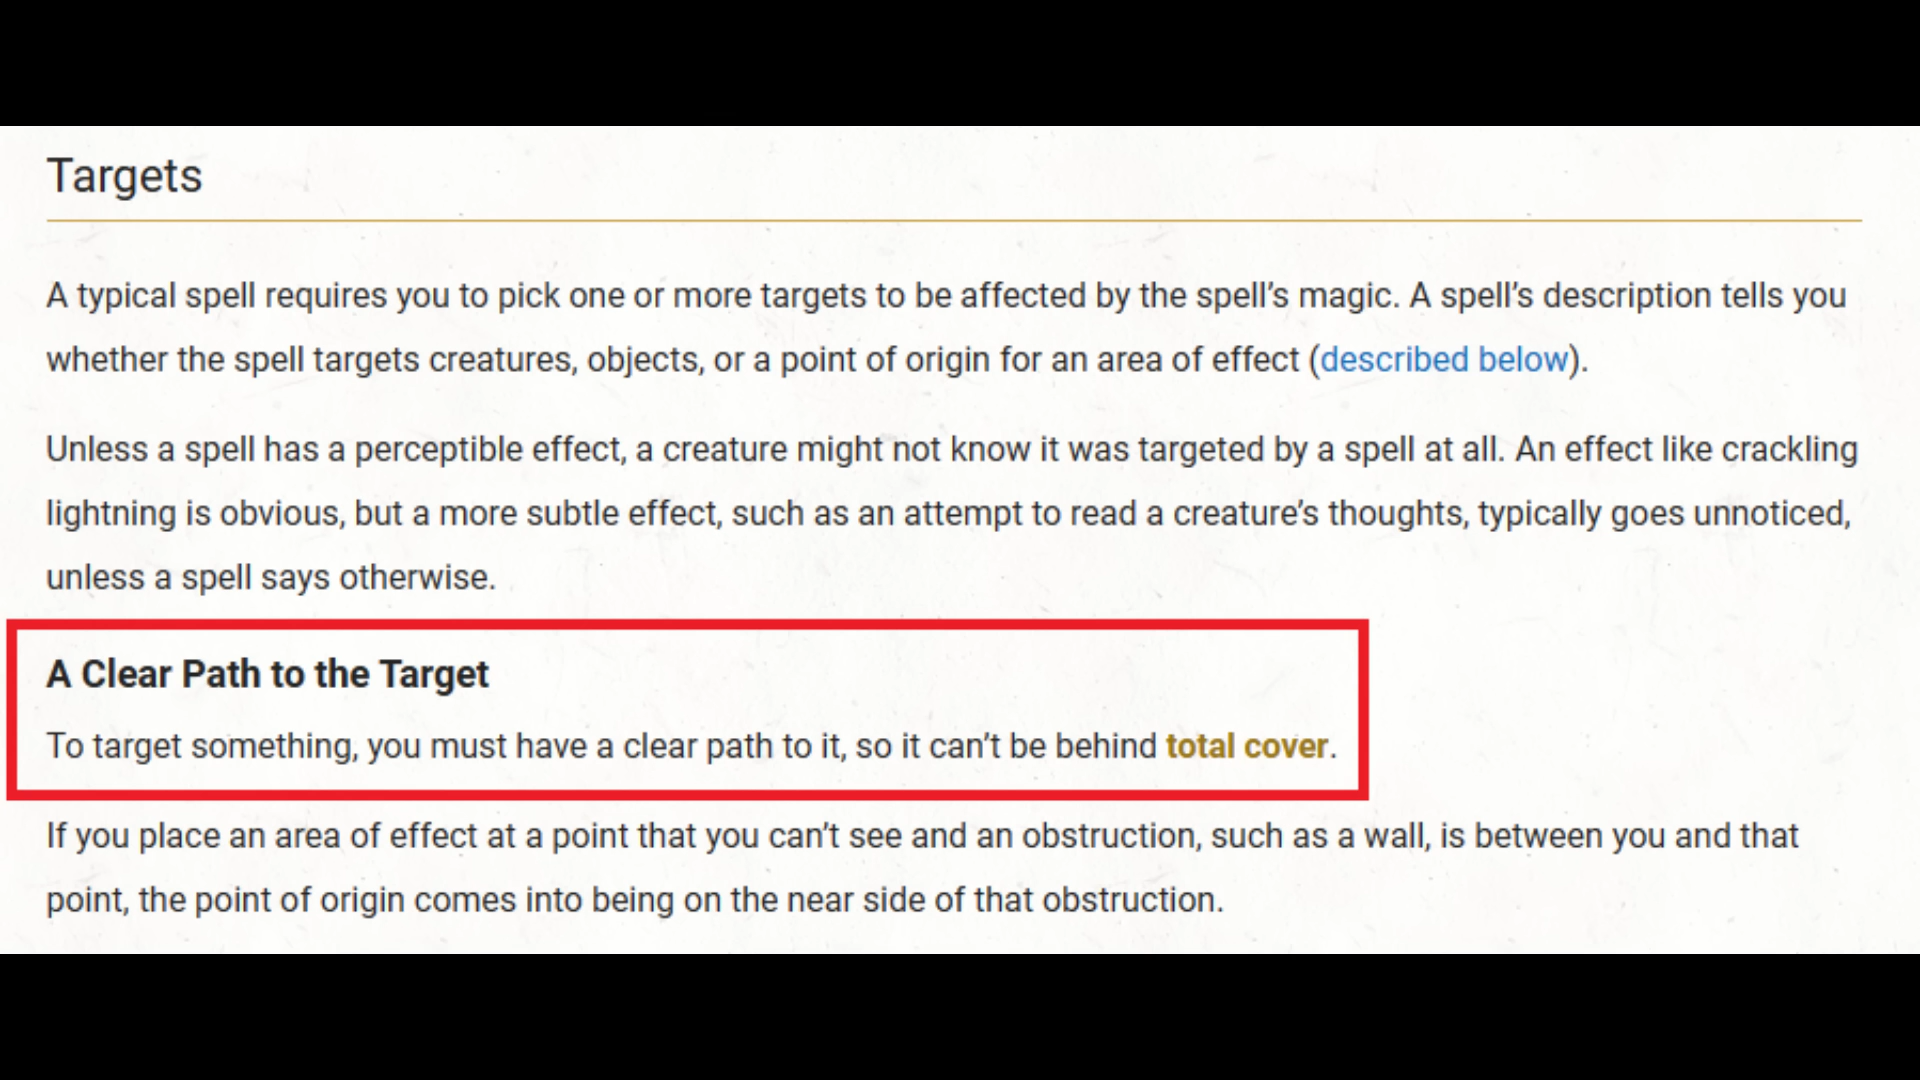 Targets
A typical spell requires you to pick one or more targets to be affected by the spell’s magic. A spell’s description tells you
whether the spell targets creatures, objects, or a point of origin for an area of effect (described below).
Unless a spell has a perceptible effect, a creature might not know it was targeted by a spell at all. An effect like crackling
lightning is obvious, but a more subtle effect, such as an attempt to read a creature’s thoughts, typically goes unnoticed,
unless a spell says otherwise.
A Clear Path to the Target
To target something, you must have a clear path to it, so it can’t be behind total cover.
If you place an area of effect at a point that you can’t see and an obstruction, such as a wall, is between you and that
point, the point of origin comes into being on the near side of that obstruction.